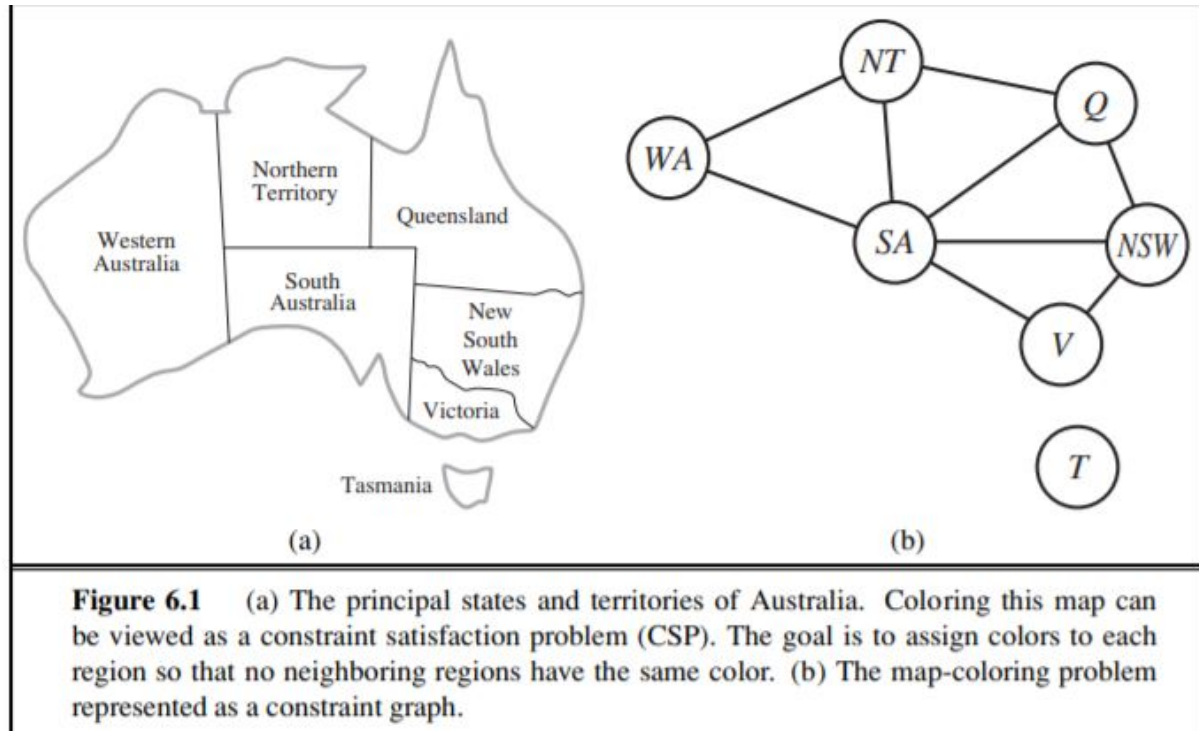 Northern
Territory
Queensland
Western
Australia
South
Australia
New
South
Wales
Victoria
Tasmania
(a)
NT
Q
WA
SA
NSW
V
T
(b)
Figure 6.1 (a) The principal states and territories of Australia. Coloring this map can
be viewed as a constraint satisfaction problem (CSP). The goal is to assign colors to each
region so that no neighboring regions have the same color. (b) The map-coloring problem
represented as a constraint graph.